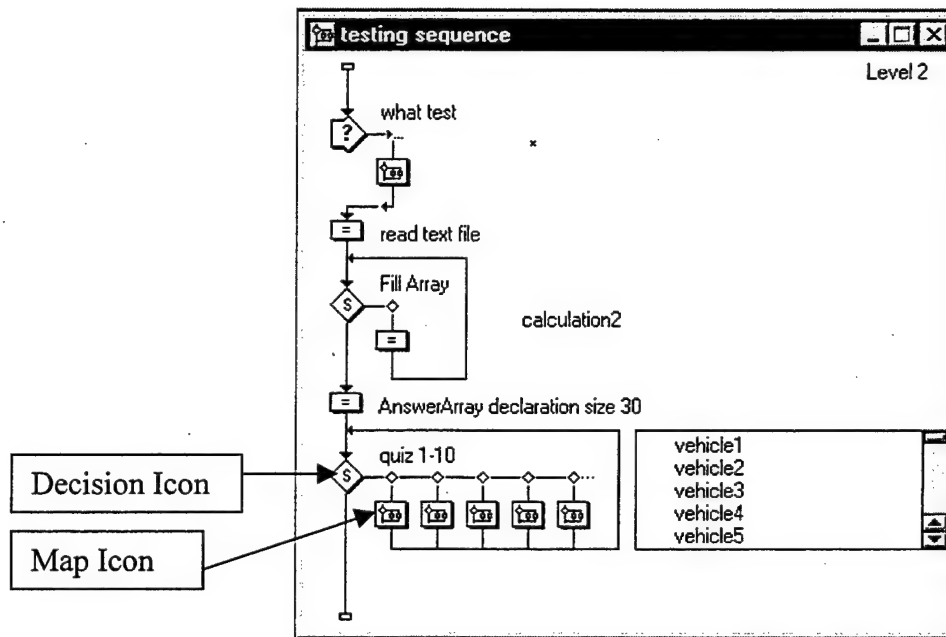 testing sequence
Level 2
what test
?
=
read text file
Fill Array
S
=
calculation2
=
AnswerArray declaration size 30
quiz 1-10
S
Decision Icon
Map Icon
vehicle1
vehicle2
vehicle3
vehicle4
vehicle5